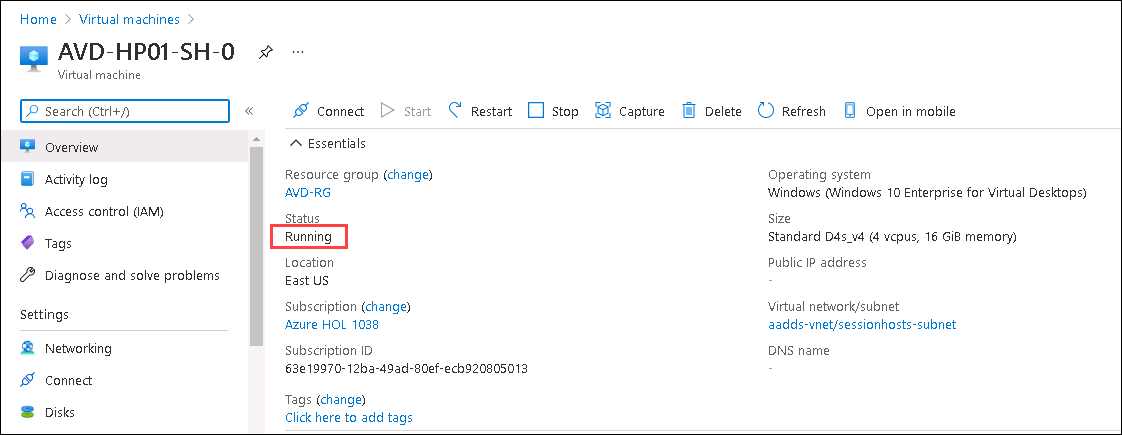 Home > Virtual machines >
AVD-HP01-SH-0 ...
Virtual machine
Search (Ctrl+/) «
Overview
Activity log
Access control (IAM)
Tags
Diagnose and solve problems
Settings
Networking
Connect
Disks
Connect Start Restart Stop Capture Delete Refresh Open in mobile
Essentials
Resource group (change)
AVD-RG
Status
Running
Location
East US
Subscription (change)
Azure HOL 1038
Subscription ID
63e19970-12ba-49ad-80ef-ecb920805013
Tags (change)
Click here to add tags
Operating system
Windows (Windows 10 Enterprise for Virtual Desktops)
Size
Standard D4s_v4 (4 vcpus, 16 GiB memory)
Public IP address
-
Virtual network/subnet
aadds-vnet/sessionhosts-subnet
DNS name
-